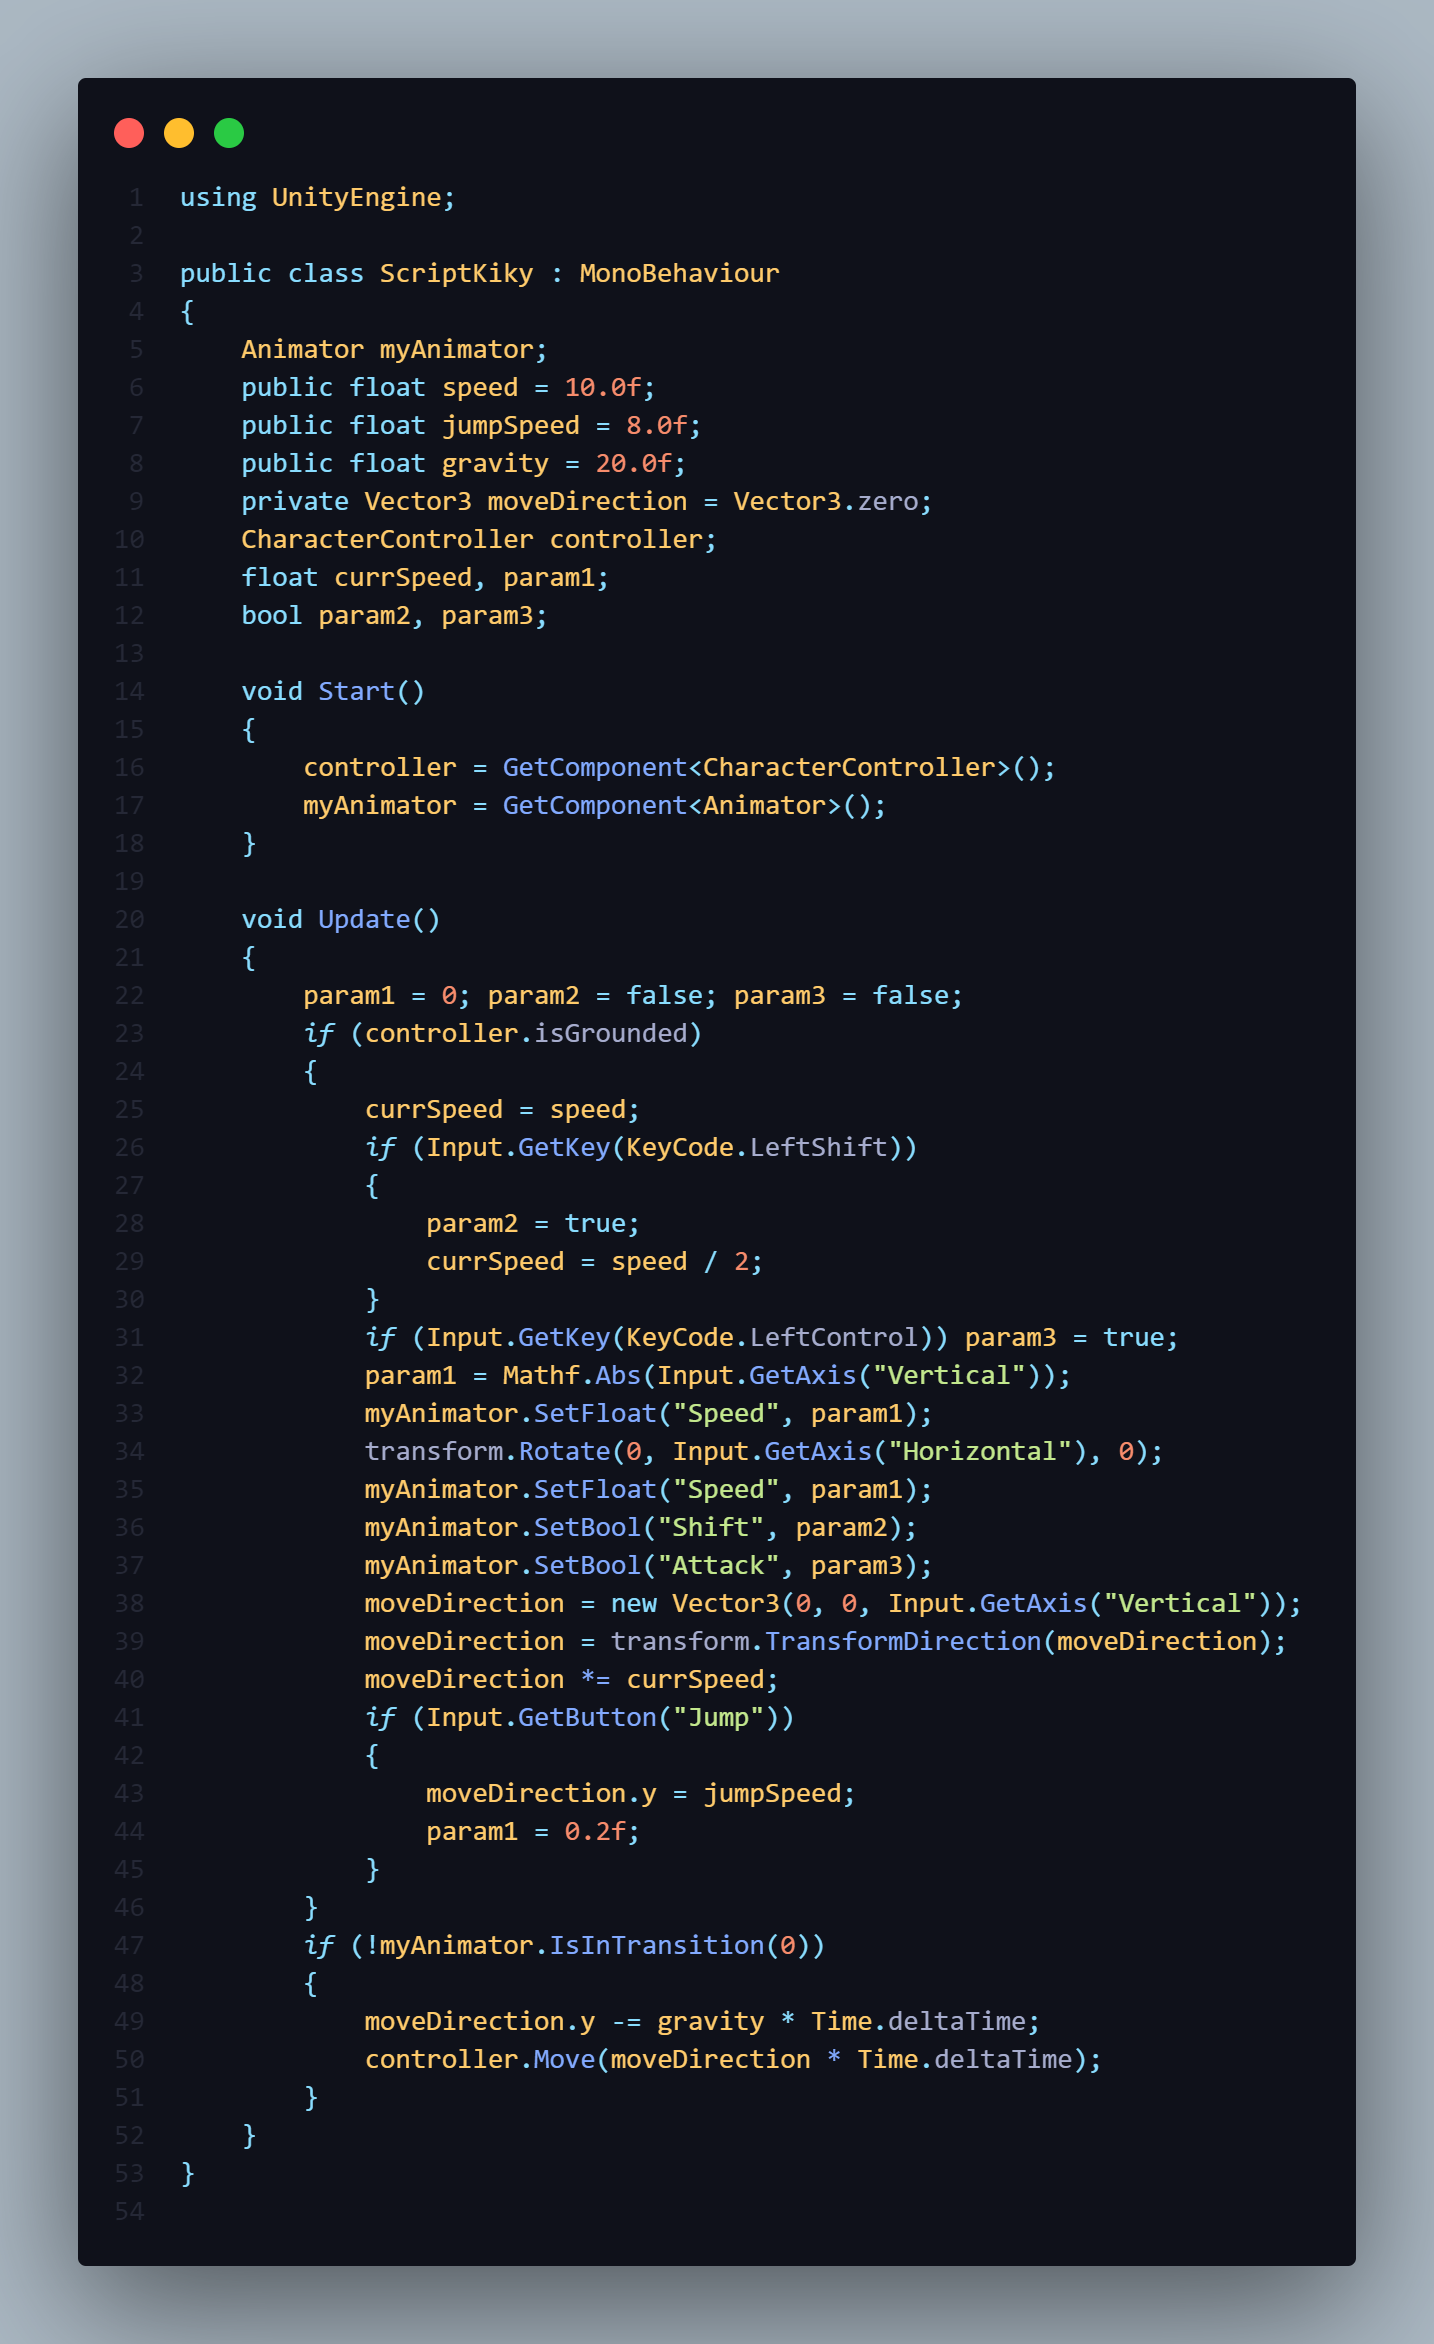 1 using UnityEngine;
2
3 public class ScriptKiky : MonoBehaviour
4 {
5     Animator myAnimator;
6     public float speed = 10.0f;
7     public float jumpSpeed = 8.0f;
8     public float gravity = 20.0f;
9     private Vector3 moveDirection = Vector3.zero;
10     CharacterController controller;
11     float currSpeed, param1;
12     bool param2, param3;
13
14     void Start()
15     {
16         controller = GetComponent<CharacterController>();
17         myAnimator = GetComponent<Animator>();
18     }
19
20     void Update()
21     {
22         param1 = 0; param2 = false; param3 = false;
23         if (controller.isGrounded)
24         {
25             currSpeed = speed;
26             if (Input.GetKey(KeyCode.LeftShift))
27             {
28                 param2 = true;
29                 currSpeed = speed / 2;
30             }
31             if (Input.GetKey(KeyCode.LeftControl)) param3 = true;
32             param1 = Mathf.Abs(Input.GetAxis("Vertical"));
33             myAnimator.SetFloat("Speed", param1);
34             transform.Rotate(0, Input.GetAxis("Horizontal"), 0);
35             myAnimator.SetFloat("Speed", param1);
36             myAnimator.SetBool("Shift", param2);
37             myAnimator.SetBool("Attack", param3);
38             moveDirection = new Vector3(0, 0, Input.GetAxis("Vertical"));
39             moveDirection = transform.TransformDirection(moveDirection);
40             moveDirection *= currSpeed;
41             if (Input.GetButton("Jump"))
42             {
43                 moveDirection.y = jumpSpeed;
44                 param1 = 0.2f;
45             }
46         }
47         if (!myAnimator.IsInTransition(0))
48         {
49             moveDirection.y -= gravity * Time.deltaTime;
50             controller.Move(moveDirection * Time.deltaTime);
51         }
52     }
53 }
54